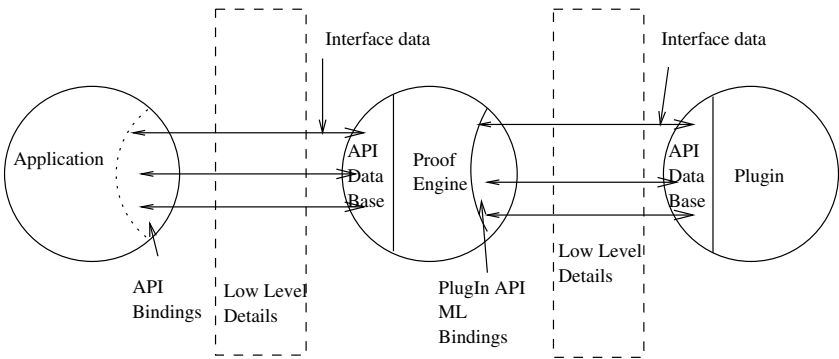 Interface data
Interface data
Application
API
Data
Base
Proof
Engine
API
Data
Base
Plugin
API
Bindings
Low Level
Details
PlugIn API
ML
Bindings
Low Level
Details